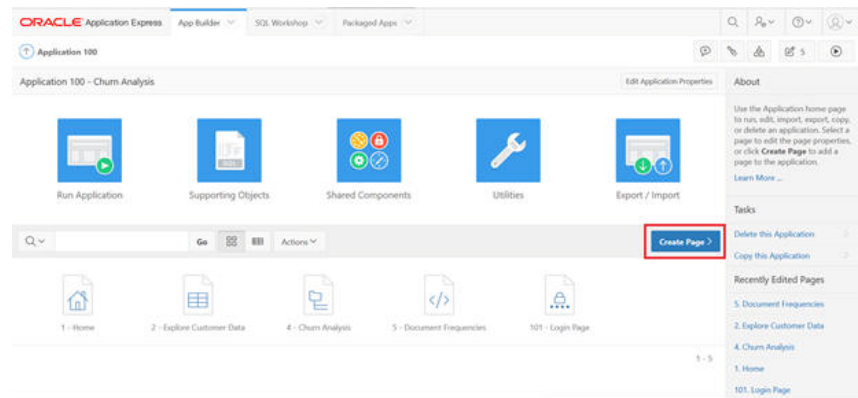 ORACLE Application Express App Builder SQL Workshop Packaged Apps
Application 100
5
Application 100 - Churn Analysis
Edit Application Properties
Run Application
Supporting Objects
SQL
Shared Components
Utilities
Export / Import
Go
Actions
Create Page >
1 - Home
2 - Explore Customer Data
4 - Churn Analysis
5 - Document Frequencies
101 - Login Page
1 - 5
About
Use the Application home page
to run, edit, import, export, copy,
or delete an application. Select a
page to edit the page properties,
or click Create Page to add a
page to the application.
Learn More ...
Tasks
Delete this Application
Copy this Application
Recently Edited Pages
5. Document Frequencies
2. Explore Customer Data
4. Churn Analysis
1. Home
101. Login Page